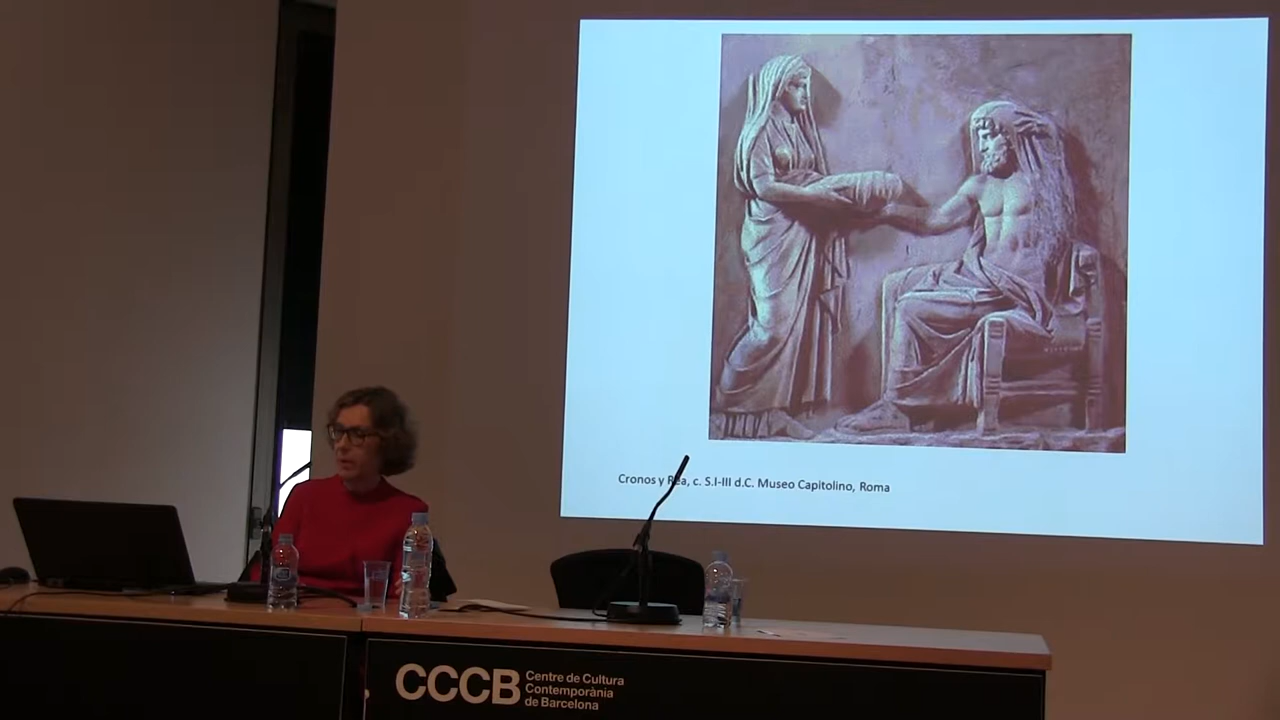 Cronos y Rea, c. S.I-III d.C. Museo Capitolino, Roma
CCCB
Centre de Cultura
Contemporània
de Barcelona